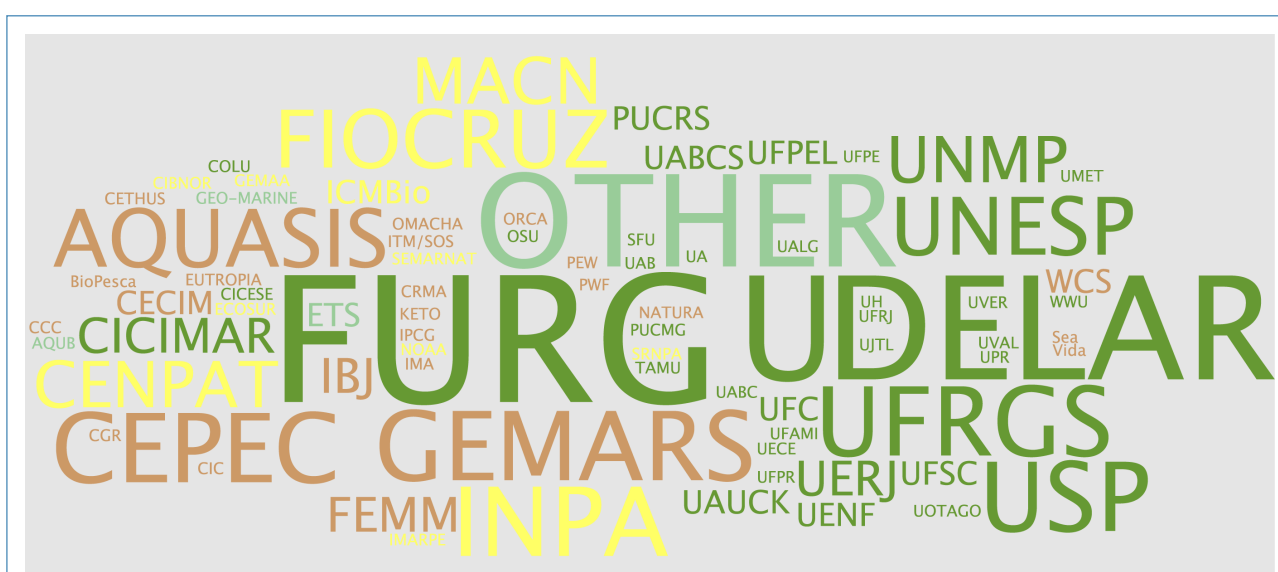 MACN
FIOCRUZ
PUCRS
UABCS
UFPEL
UFPE
UNMP
UMET
COLU
CIBNOR
GEMAA
ICMBio
CETHUS
GEO-MARINE
OTHER
UNESP
AQUASIS
OMACHA
ITM/SOS
SEMARNAT
ORCA
OSU
SFU
UALG
UA
PEW
UAB
BioPesca
EUTROPIA
PWF
WCS
CECIM
CICESE
ECOSUR
CRMA
FURG
UDELAR
ETS
KETO
NATURA
UH
UFRJ
UVER
WWU
CCC
AQUB
CICIMAR
IPCG
NOAA
IMA
PUCMG
SRNPA
TAMU
UJTL
UVAL
UPR
Sea
Vida
CENPAT
IBJ
UABC
UFC
UFRGS
CEPEC
GEMARS
CGR
CIC
UFAMI
UECE
UFPR
UERJ
UFSC
USP
FEMM
IMARPE
INPA
UAUCK
UENF
UOTAGO